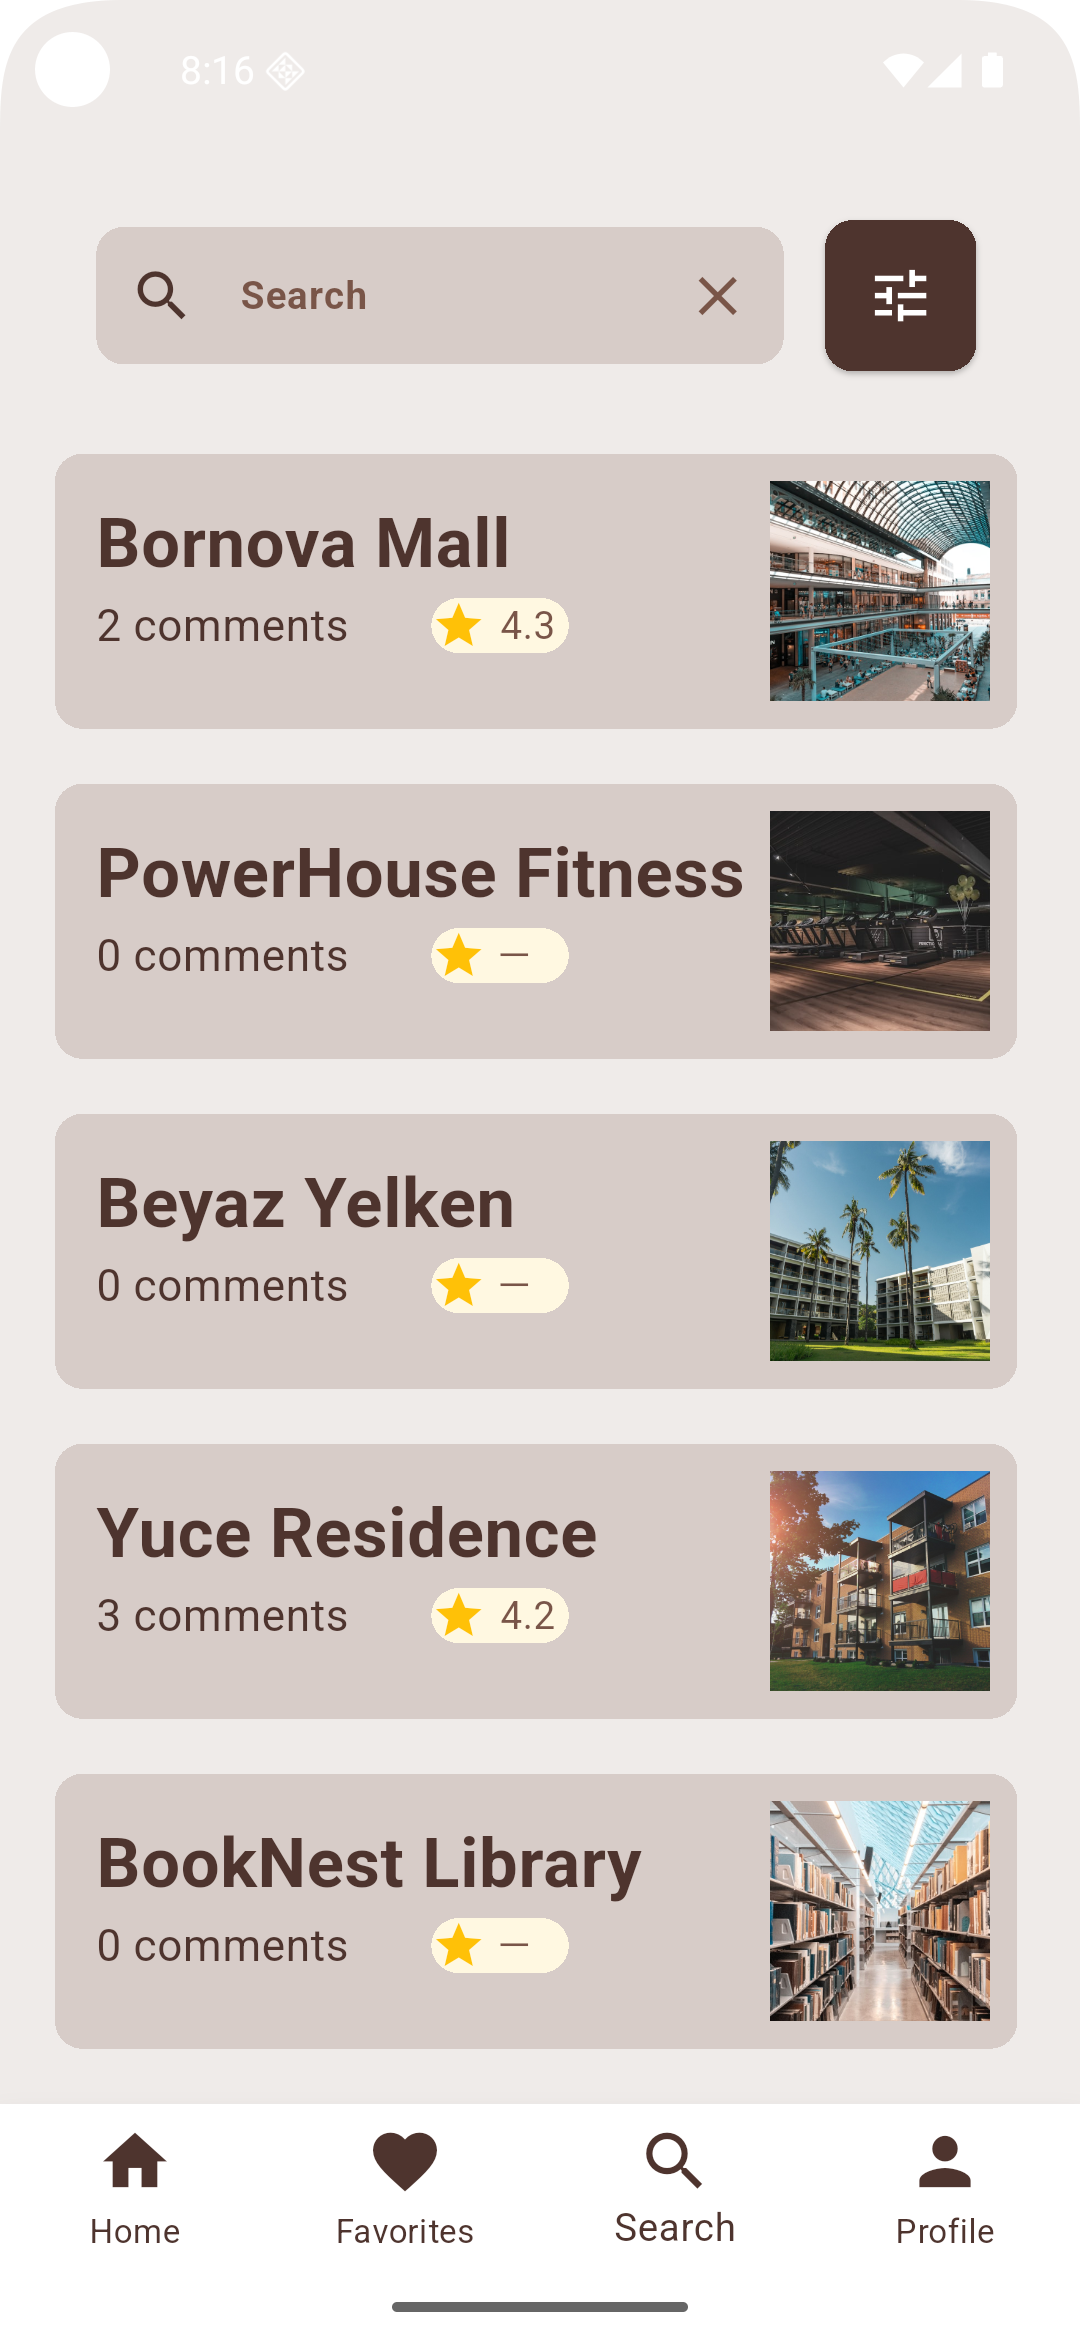 8:16
Search
Bornova Mall
2 comments 4.3
PowerHouse Fitness
0 comments —
Beyaz Yelken
0 comments —
Yuce Residence
3 comments 4.2
BookNest Library
0 comments —
Home Favorites Search Profile